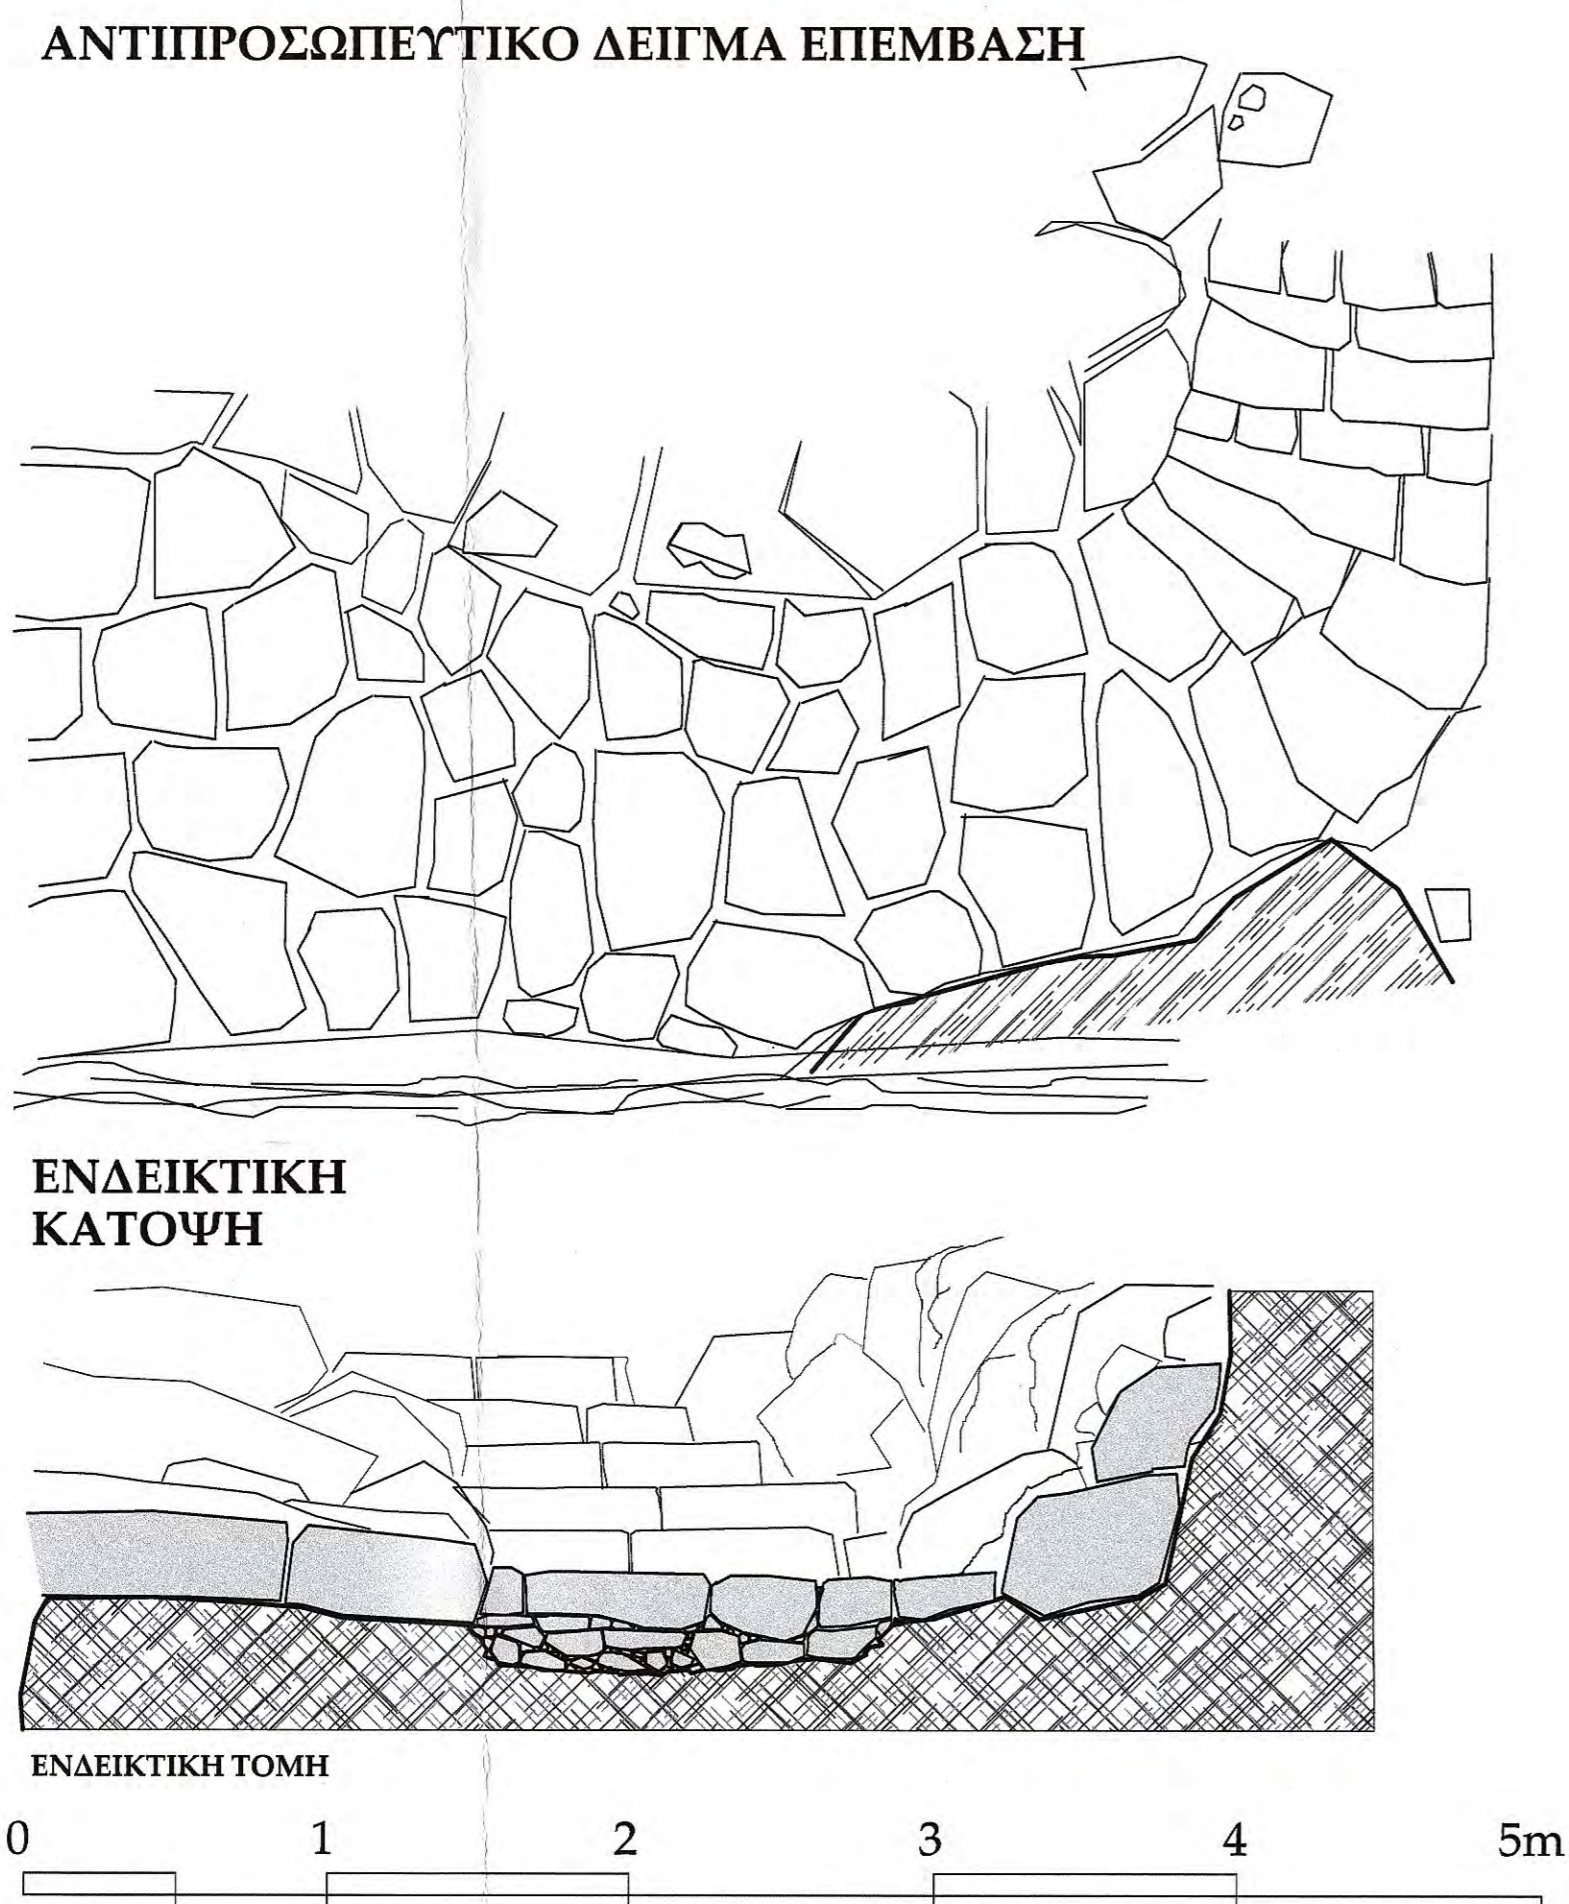 ΑΝΤΙΠΡΟΣΩΠΕΥΤΙΚΟ ΔΕΙΓΜΑ ΕΠΕΜΒΑΣΗ
ΕΝΔΕΙΚΤΙΚΗ
ΚΑΤΟΨΗ
ΕΝΔΕΙΚΤΙΚΗ ΤΟΜΗ
0 1 2 3 4 5m